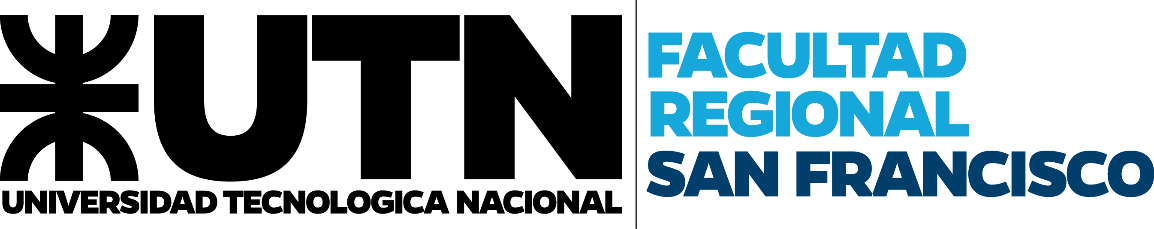 UTN
UNIVERSIDAD TECNOLOGICA NACIONAL
FACULTAD
REGIONAL
SAN FRANCISCO